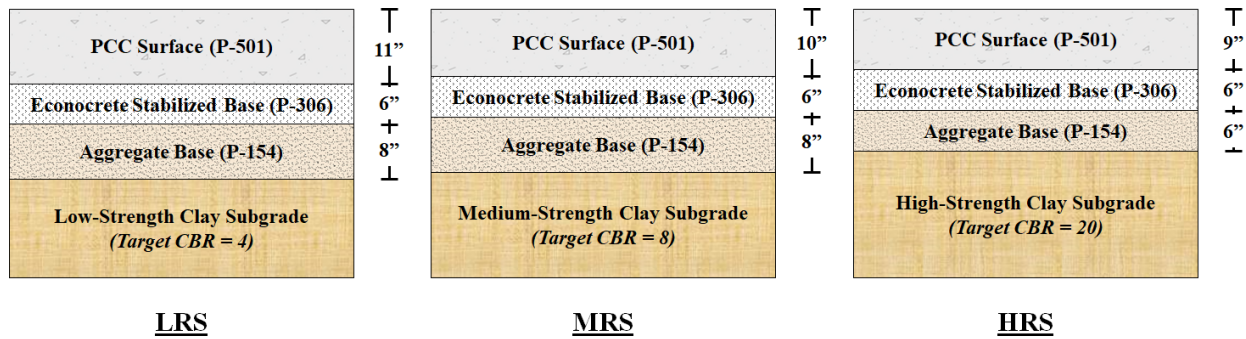 PCC Surface (P-501)
11”
Econocrete Stabilized Base (P-306)
6”
Aggregate Base (P-154)
8”
Low-Strength Clay Subgrade
(Target CBR = 4)
LRS
PCC Surface (P-501)
10”
Econocrete Stabilized Base (P-306)
6”
Aggregate Base (P-154)
8”
Medium-Strength Clay Subgrade
(Target CBR = 8)
MRS
PCC Surface (P-501)
9”
Econocrete Stabilized Base (P-306)
6”
Aggregate Base (P-154)
6”
High-Strength Clay Subgrade
(Target CBR = 20)
HRS